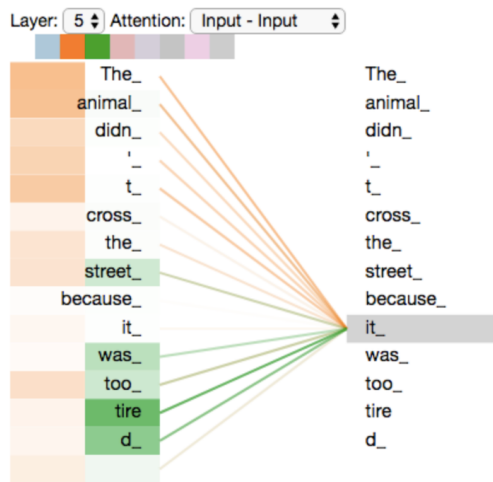 Layer: 5 Attention: Input - Input
The_ The_
animal_ animal_
didn_ didn_
'_ '_
t_ t_
cross_ cross_
the_ the_
street_ street_
because_ because_
it_ it_
was_ was_
too_ too_
tire tire
d_ d_